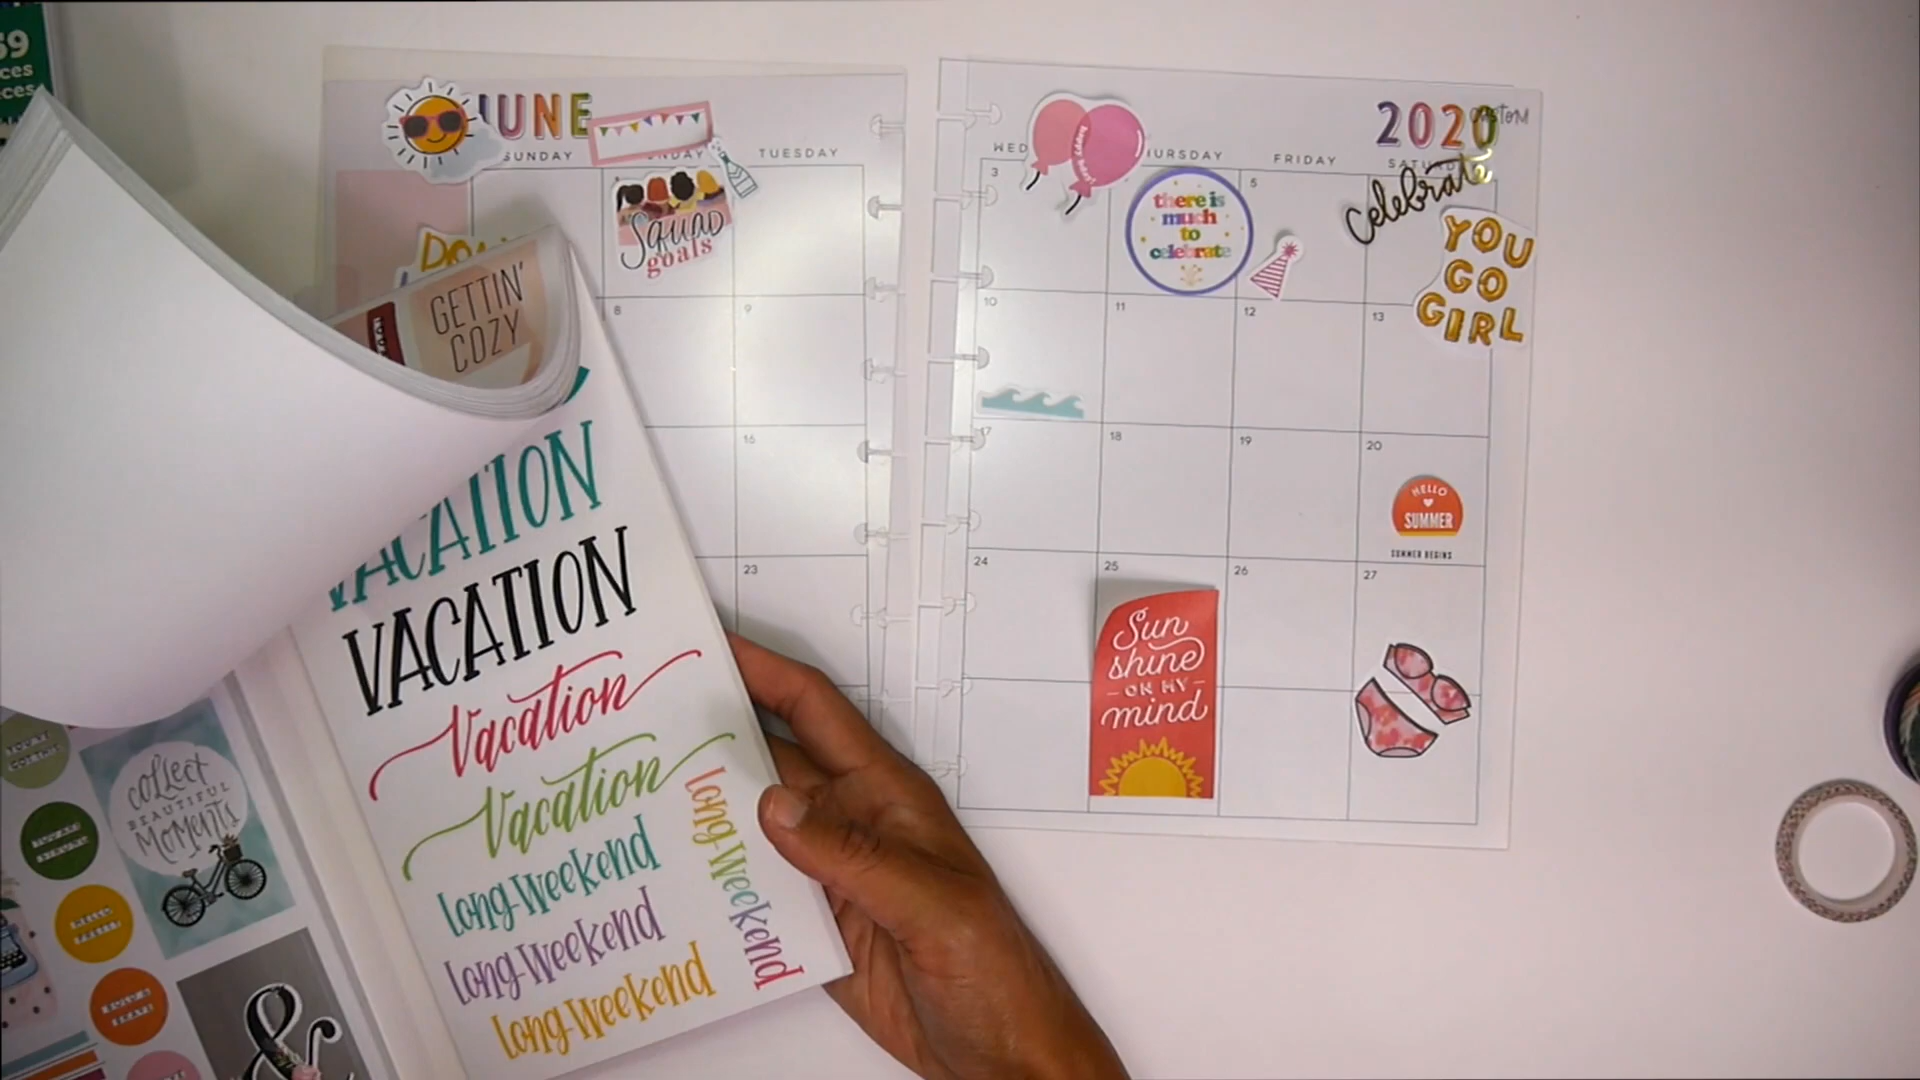 69
JUNE
SUNDAY
TUESDAY
Squad
goals
8
9
16
23
GETTIN'
COZY
VACATION
VACATION
Vacation
Vacation
Long Weekend
Long Weekend
Long Weekend
Long Weekend
Collect
BEAUTIFUL
Moments
&
2020
CUSTOM
WED
THURSDAY
FRIDAY
3
5
there is
much
to
celebrate
celebrate
YOU
GO
GIRL
10
11
12
13
17
18
19
20
HELLO
SUMMER
SUMMER BEGINS
24
25
26
27
Sun
shine
- ON MY -
mind